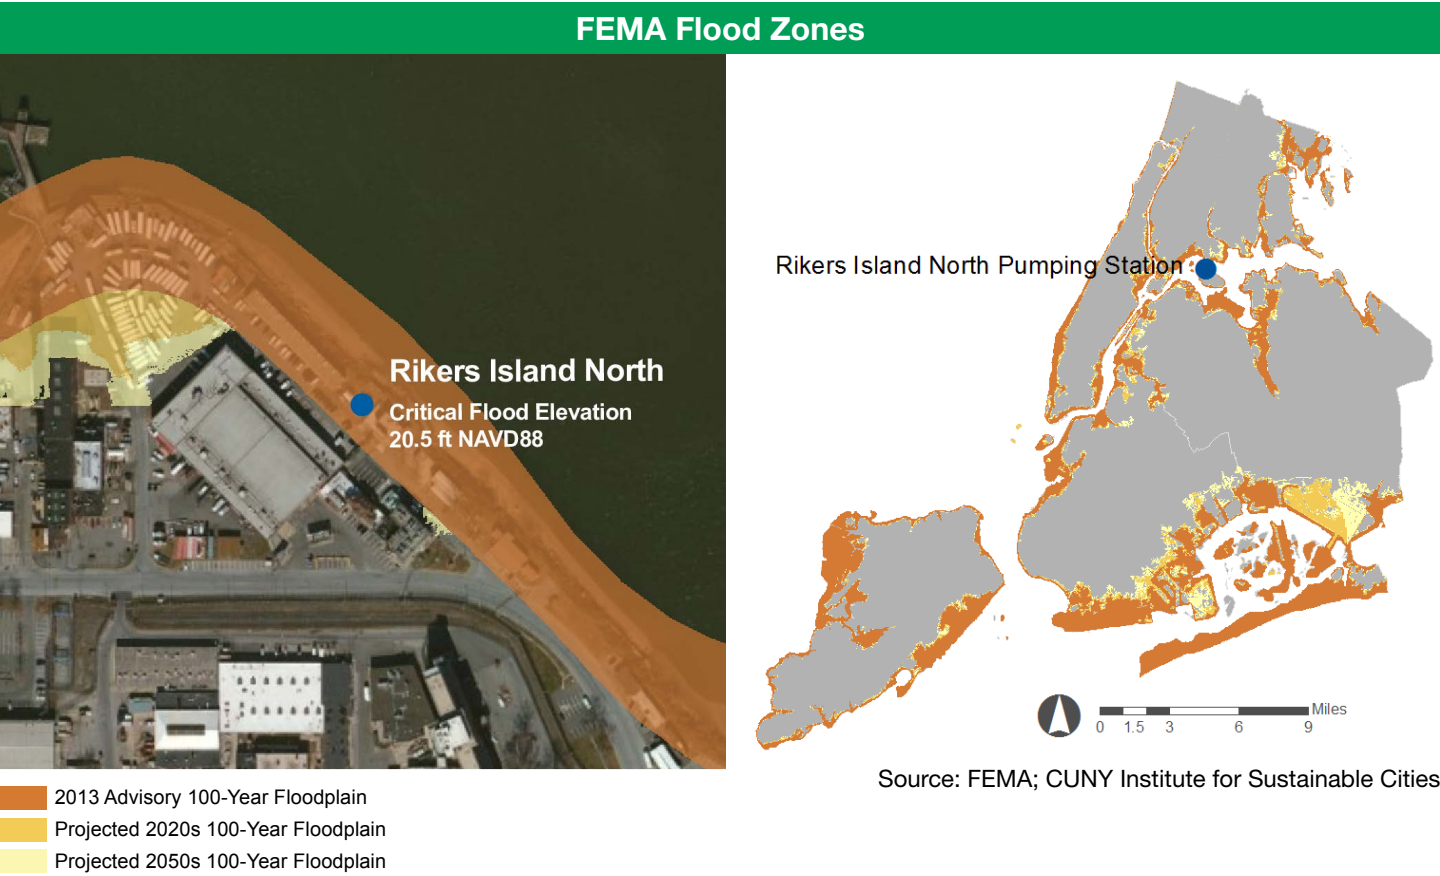 FEMA Flood Zones
Rikers Island North
Critical Flood Elevation
20.5 ft NAVD88
Rikers Island North Pumping Station
Miles
0 1.5 3 6 9
Source: FEMA; CUNY Institute for Sustainable Cities
2013 Advisory 100-Year Floodplain
Projected 2020s 100-Year Floodplain
Projected 2050s 100-Year Floodplain